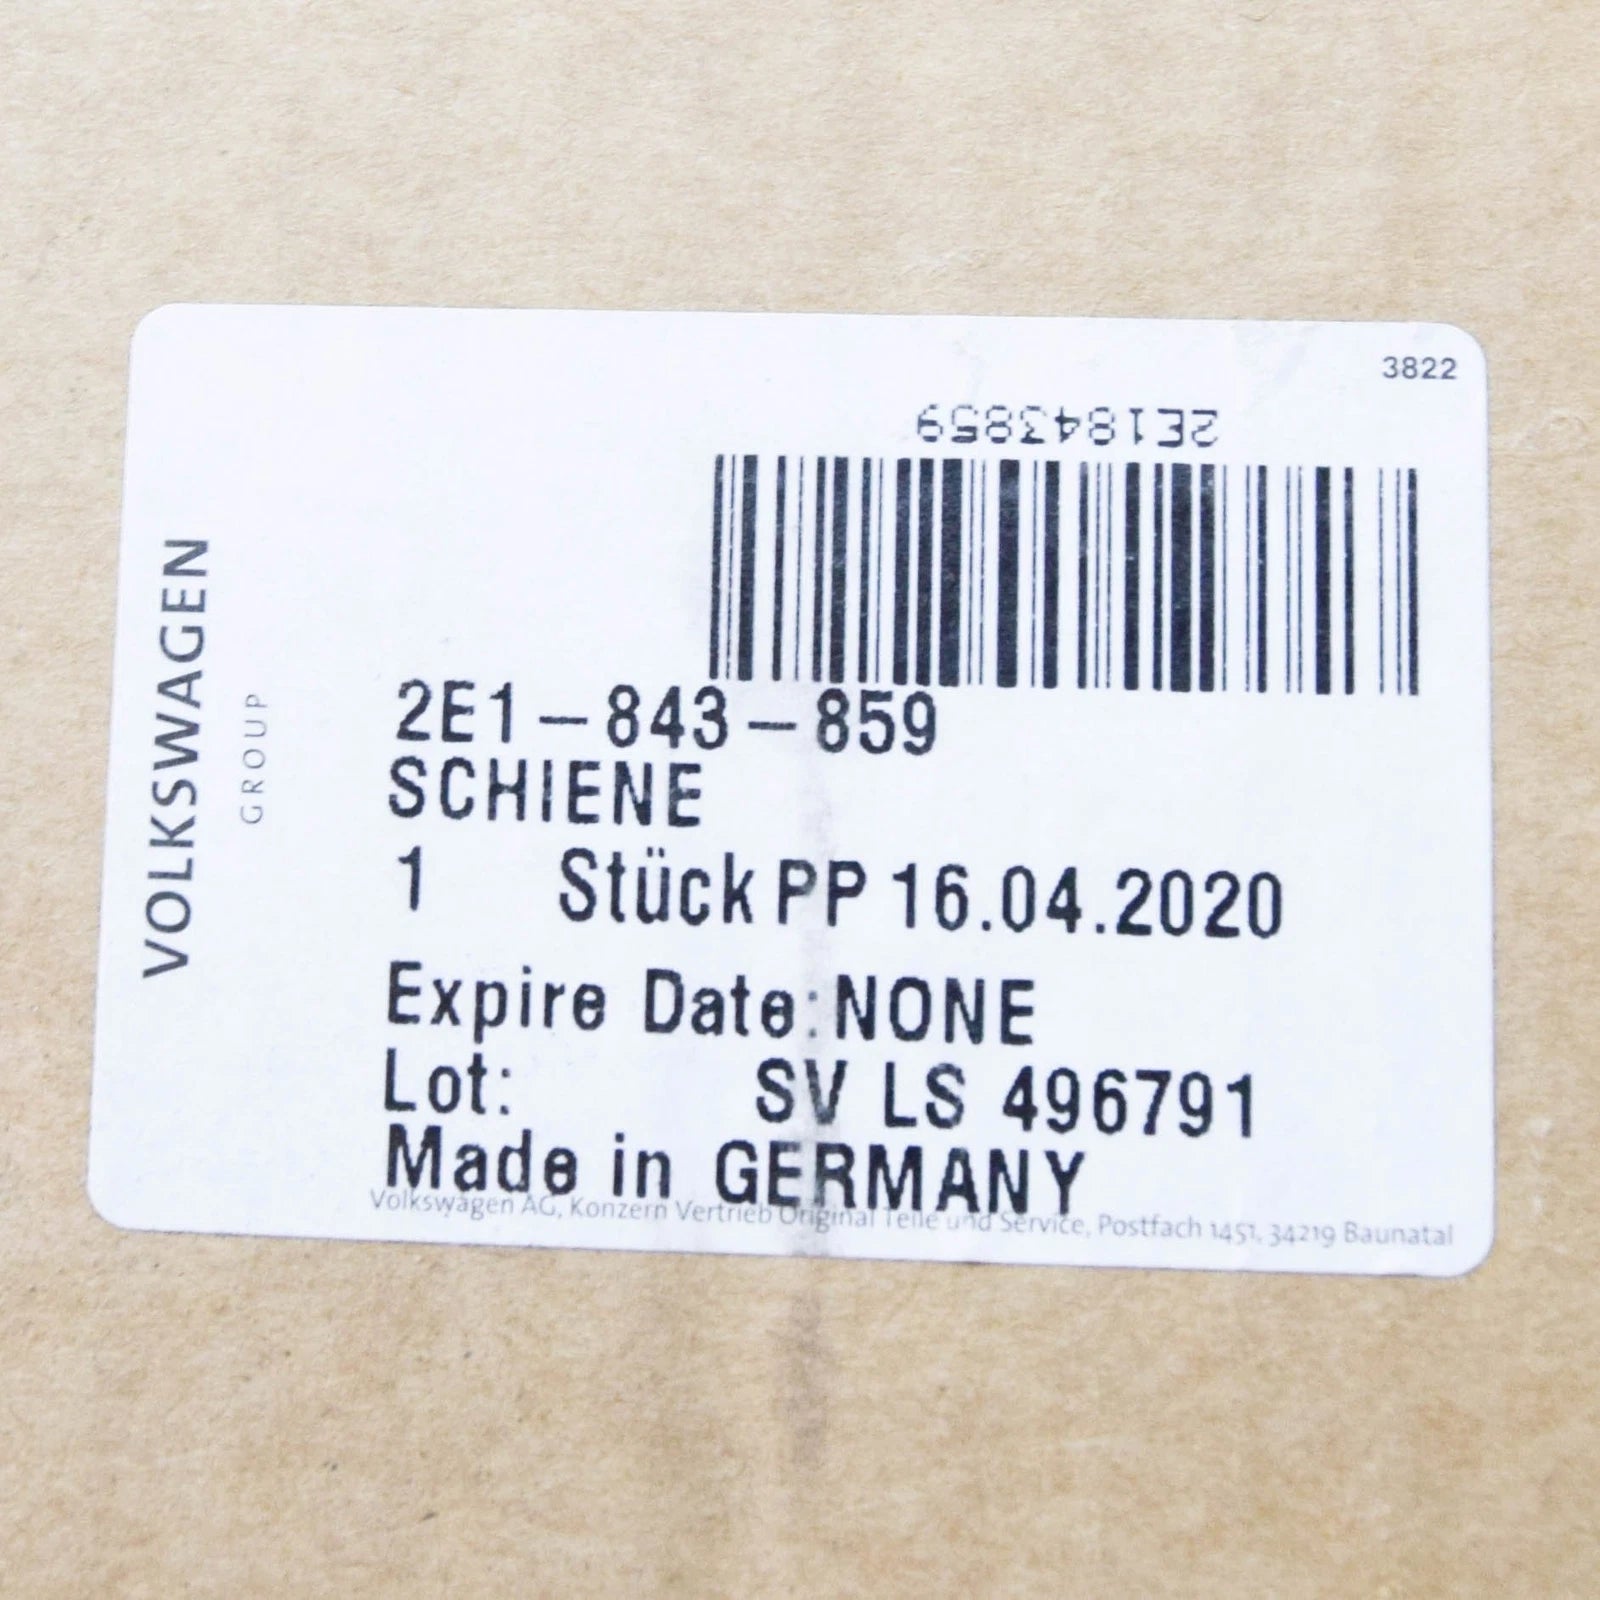 3822
2E1843859
VOLKSWAGEN
GROUP
2E1-843-859
SCHIENE
1 Stück PP 16.04.2020
Expire Date: NONE
Lot: SV LS 496791
Made in GERMANY
Volkswagen AG, Konzern Vertrieb Original Teile und Service, Postfach 1451, 34219 Baunatal